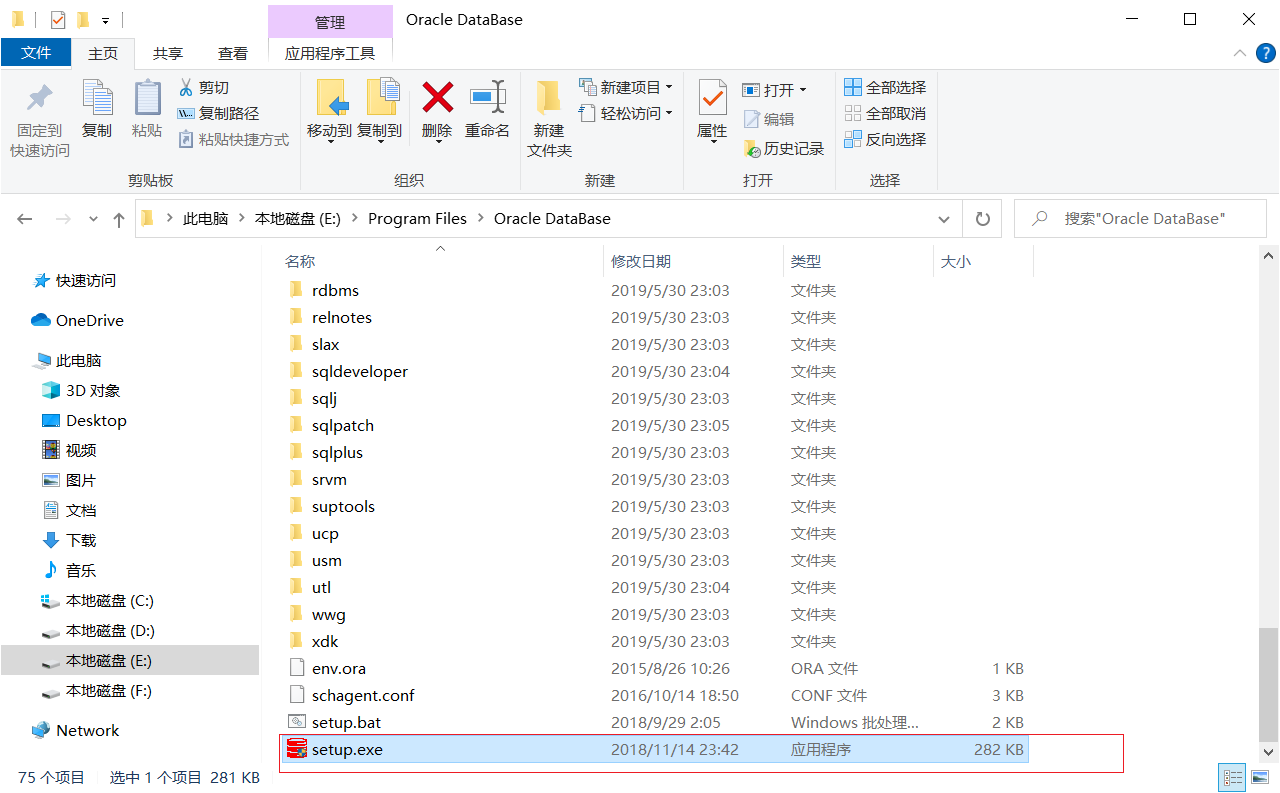 管理
Oracle DataBase
文件
主页
共享
查看
应用程序工具
固定到
快速访问
复制
粘贴
剪切
复制路径
粘贴快捷方式
剪贴板
移动到
复制到
删除
重命名
组织
新建
文件夹
新建项目
轻松访问
新建
属性
打开
编辑
历史记录
打开
全部选择
全部取消
反向选择
选择
此电脑 本地磁盘 (E:) Program Files Oracle DataBase
搜索"Oracle DataBase"
快速访问
OneDrive
此电脑
3D 对象
Desktop
视频
图片
文档
下载
音乐
本地磁盘 (C:)
本地磁盘 (D:)
本地磁盘 (E:)
本地磁盘 (F:)
Network
名称 修改日期 类型 大小
rdbms 2019/5/30 23:03 文件夹
relnotes 2019/5/30 23:03 文件夹
slax 2019/5/30 23:03 文件夹
sqldeveloper 2019/5/30 23:04 文件夹
sqlj 2019/5/30 23:03 文件夹
sqlpatch 2019/5/30 23:05 文件夹
sqlplus 2019/5/30 23:03 文件夹
srvm 2019/5/30 23:03 文件夹
suptools 2019/5/30 23:03 文件夹
ucp 2019/5/30 23:03 文件夹
usm 2019/5/30 23:03 文件夹
utl 2019/5/30 23:04 文件夹
wwg 2019/5/30 23:03 文件夹
xdk 2019/5/30 23:03 文件夹
env.ora 2015/8/26 10:26 ORA 文件 1 KB
schagent.conf 2016/10/14 18:50 CONF 文件 3 KB
setup.bat 2018/9/29 2:05 Windows 批处理... 2 KB
setup.exe 2018/11/14 23:42 应用程序 282 KB
75 个项目 选中 1 个项目 281 KB